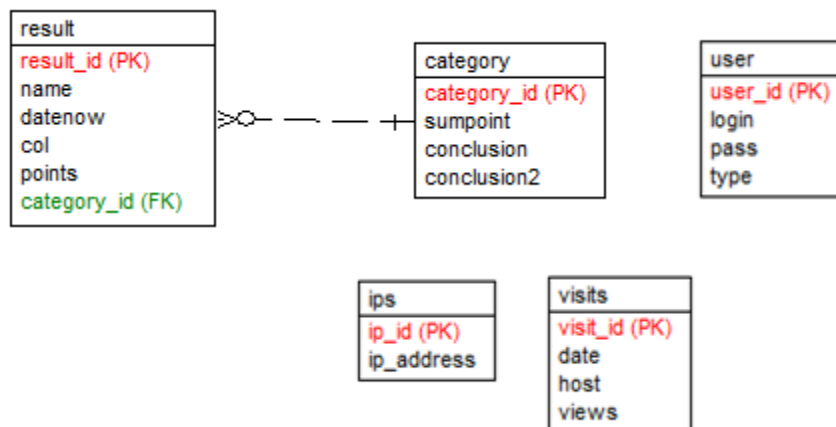 result
result_id (PK)
name
datenow
col
points
category_id (FK)
category
category_id (PK)
sumpoint
conclusion
conclusion2
user
user_id (PK)
login
pass
type
ips
ip_id (PK)
ip_address
visits
visit_id (PK)
date
host
views